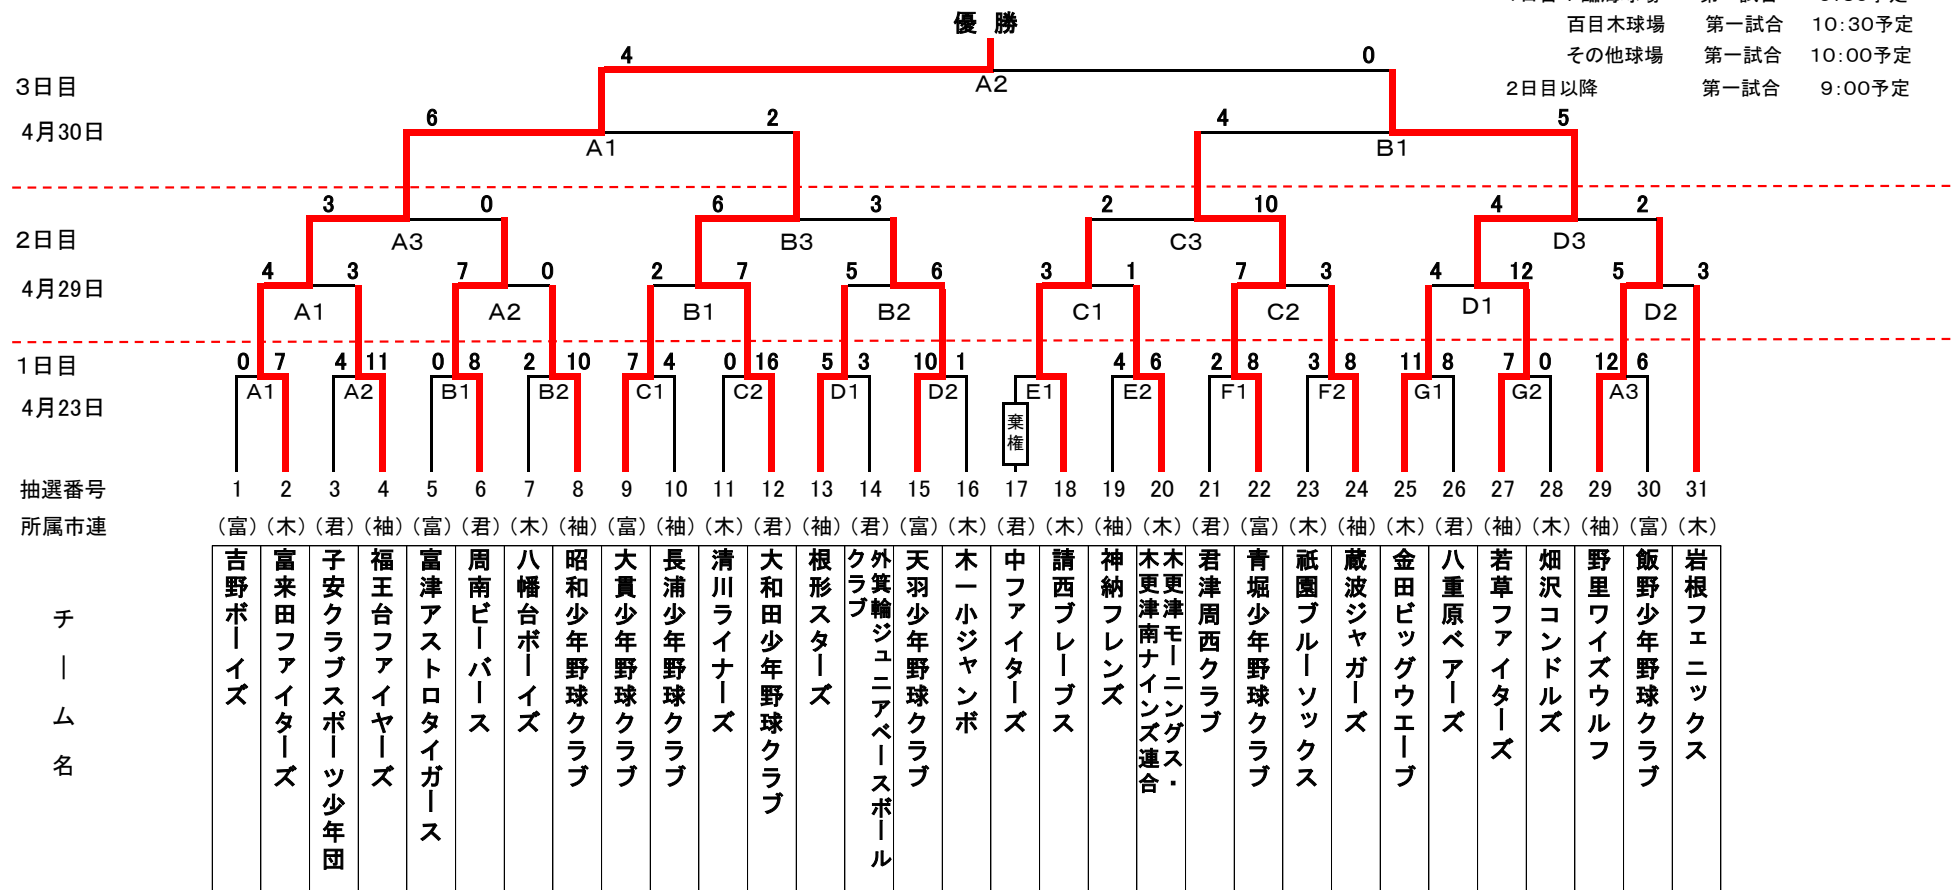 優 勝
百目木球場 第一試合 10:30予定
その他球場 第一試合 10:00予定
2日目以降 第一試合 9:00予定
4 0
A2
3日目
4月30日
6 2 4 5
A1 B1
3 0 6 3 2 10 4 2
A3 B3 C3 D3
2日目
4月29日
4 3 7 0 2 7 5 6 3 1 7 3 4 12 5 3
A1 A2 B1 B2 C1 C2 D1 D2
1日目
4月23日
0 7 4 11 0 8 2 10 7 4 0 16 5 3 10 1 4 6 2 8 3 8 11 8 7 0 12 6
A1 A2 B1 B2 C1 C2 D1 D2 E1 E2 F1 F2 G1 G2 A3
棄権
抽選番号 1 2 3 4 5 6 7 8 9 10 11 12 13 14 15 16 17 18 19 20 21 22 23 24 25 26 27 28 29 30 31
所属市連 (富) (木) (君) (袖) (富) (君) (木) (袖) (富) (袖) (木) (君) (袖) (君) (富) (木) (君) (木) (袖) (木) (君) (富) (木) (袖) (木) (君) (袖) (木) (袖) (富) (木)
チーム名
吉野ボーイズ
富来田ファイターズ
子安クラブスポーツ少年団
福王台ファイヤーズ
富津アストロタイガース
周南ビーバース
八幡台ボーイズ
昭和少年野球クラブ
大貫少年野球クラブ
長浦少年野球クラブ
清川ライナーズ
大和田少年野球クラブ
根形スターズ
外箕輪ジュニアベースボール
クラブ
天羽少年野球クラブ
木一小ジャンボ
中ファイターズ
請西ブレーブス
神納フレンズ
木更津モーニングス・
木更津南ナインズ連合
君津周西クラブ
青堀少年野球クラブ
祇園ブルーソックス
蔵波ジャガーズ
金田ビッグウエーブ
八重原ベアーズ
若草ファイターズ
畑沢コンドルズ
野里ワイズウルフ
飯野少年野球クラブ
岩根フェニックス